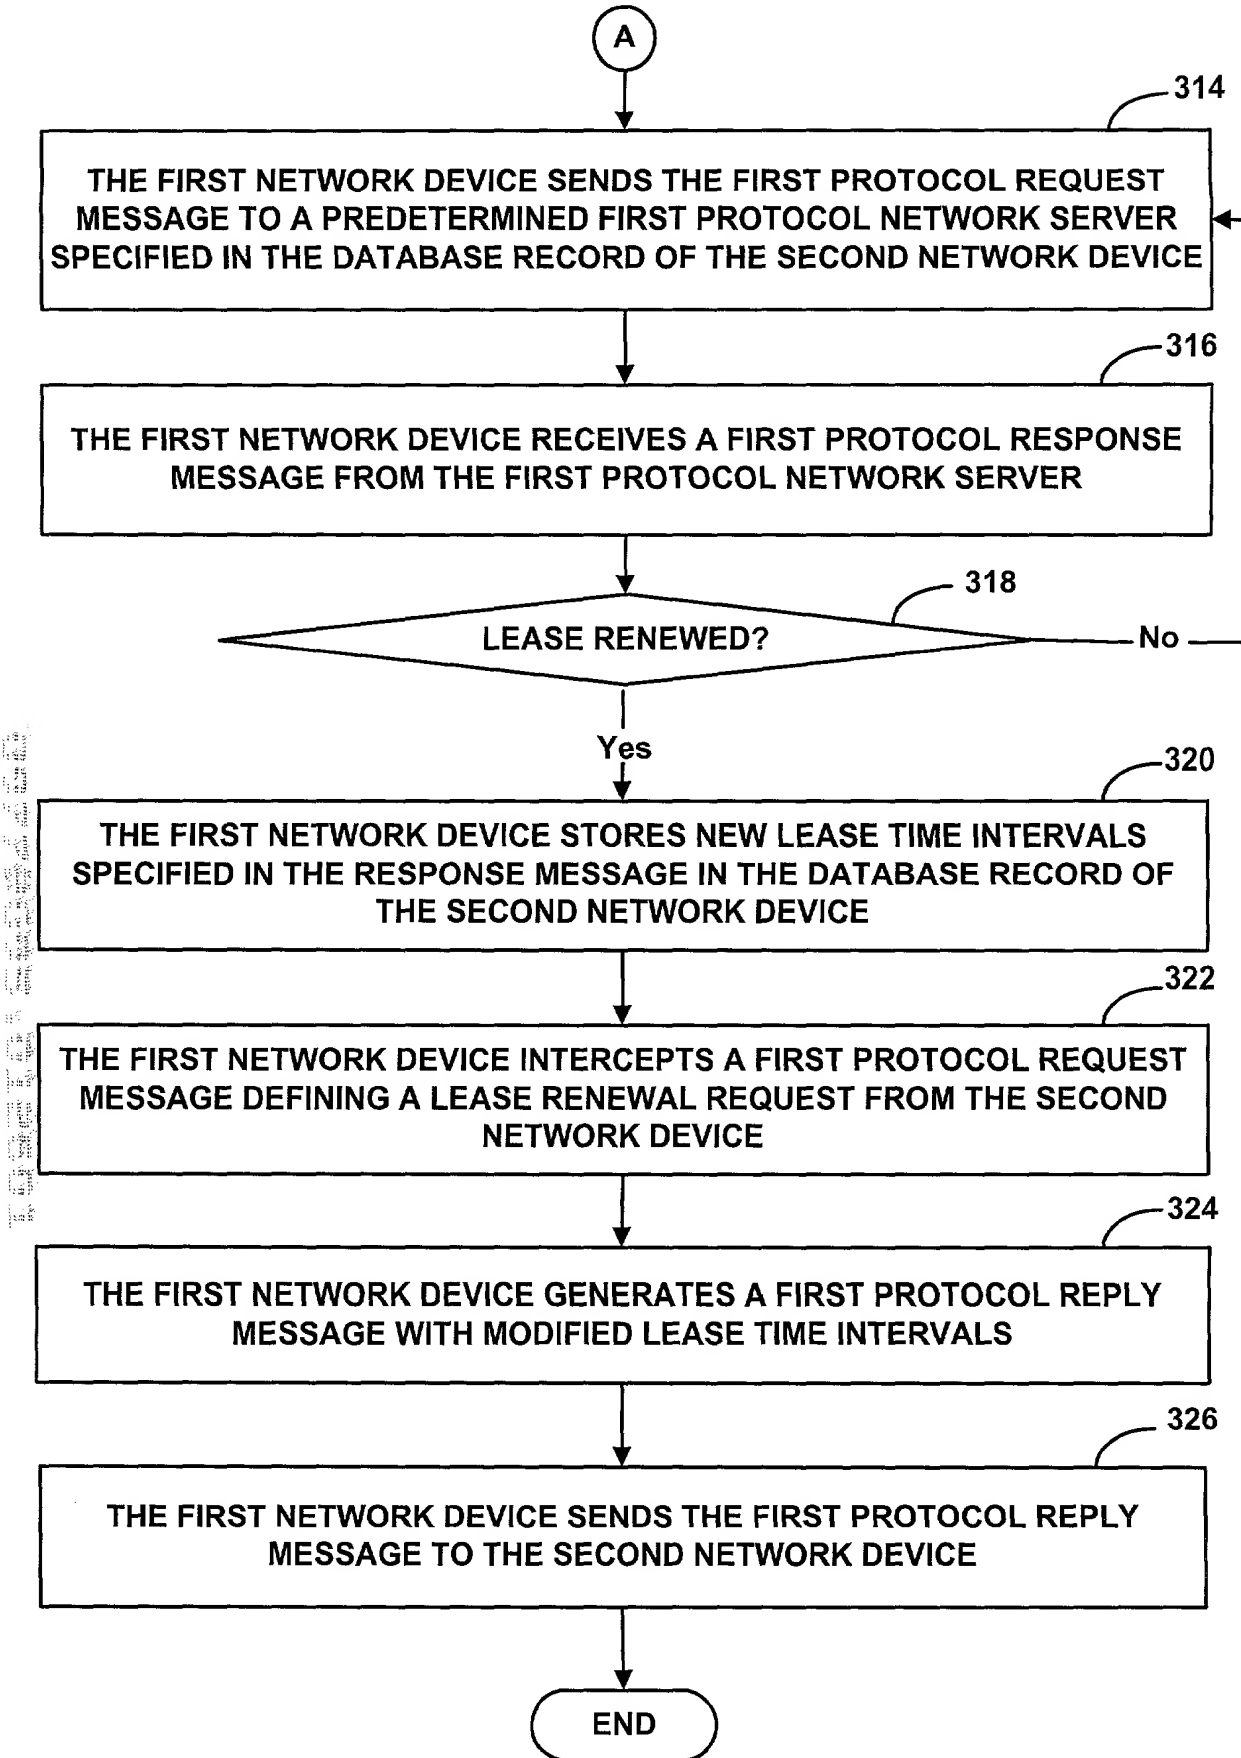 A
314
THE FIRST NETWORK DEVICE SENDS THE FIRST PROTOCOL REQUEST
MESSAGE TO A PREDETERMINED FIRST PROTOCOL NETWORK SERVER
SPECIFIED IN THE DATABASE RECORD OF THE SECOND NETWORK DEVICE
316
THE FIRST NETWORK DEVICE RECEIVES A FIRST PROTOCOL RESPONSE
MESSAGE FROM THE FIRST PROTOCOL NETWORK SERVER
318
LEASE RENEWED?
No
Yes
320
THE FIRST NETWORK DEVICE STORES NEW LEASE TIME INTERVALS
SPECIFIED IN THE RESPONSE MESSAGE IN THE DATABASE RECORD OF
THE SECOND NETWORK DEVICE
322
THE FIRST NETWORK DEVICE INTERCEPTS A FIRST PROTOCOL REQUEST
MESSAGE DEFINING A LEASE RENEWAL REQUEST FROM THE SECOND
NETWORK DEVICE
324
THE FIRST NETWORK DEVICE GENERATES A FIRST PROTOCOL REPLY
MESSAGE WITH MODIFIED LEASE TIME INTERVALS
326
THE FIRST NETWORK DEVICE SENDS THE FIRST PROTOCOL REPLY
MESSAGE TO THE SECOND NETWORK DEVICE
END